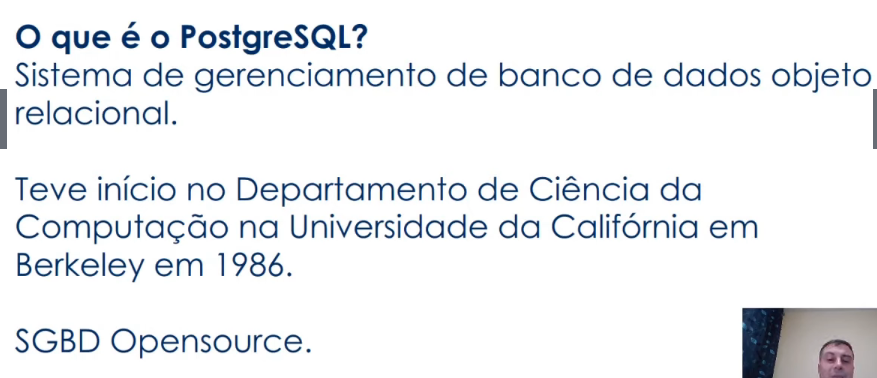 O que é o PostgreSQL?
Sistema de gerenciamento de banco de dados objeto
relacional.
Teve início no Departamento de Ciência da
Computação na Universidade da Califórnia em
Berkeley em 1986.
SGBD Opensource.